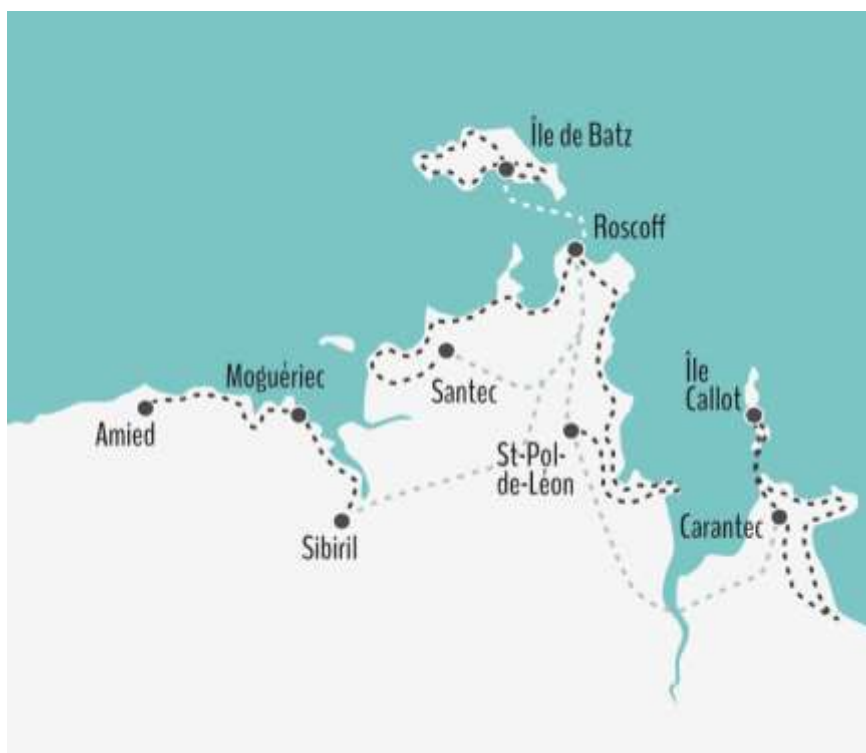 Île de Batz
Roscoff
Île
Callot
Moguériec
Santec
Amied
St-Pol-
de-Léon
Carantec
Sibiril